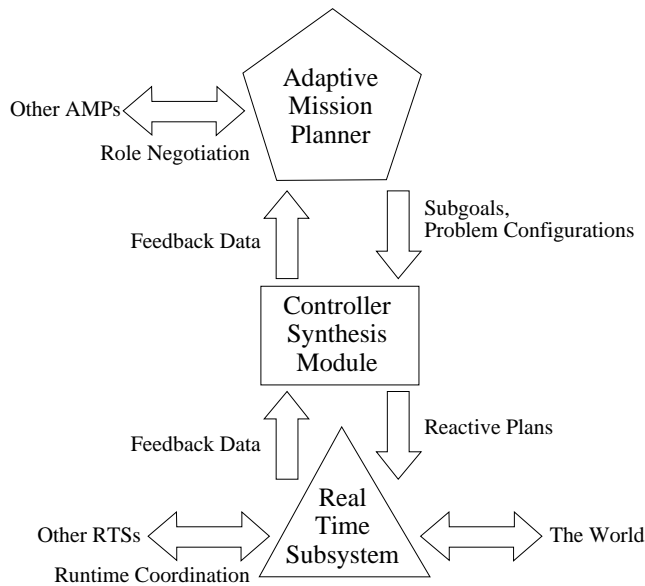 Adaptive
Mission
Planner
Other AMPs
Role Negotiation
Feedback Data
Subgoals,
Problem Configurations
Controller
Synthesis
Module
Feedback Data
Reactive Plans
Real
Time
Subsystem
Other RTSs
The World
Runtime Coordination